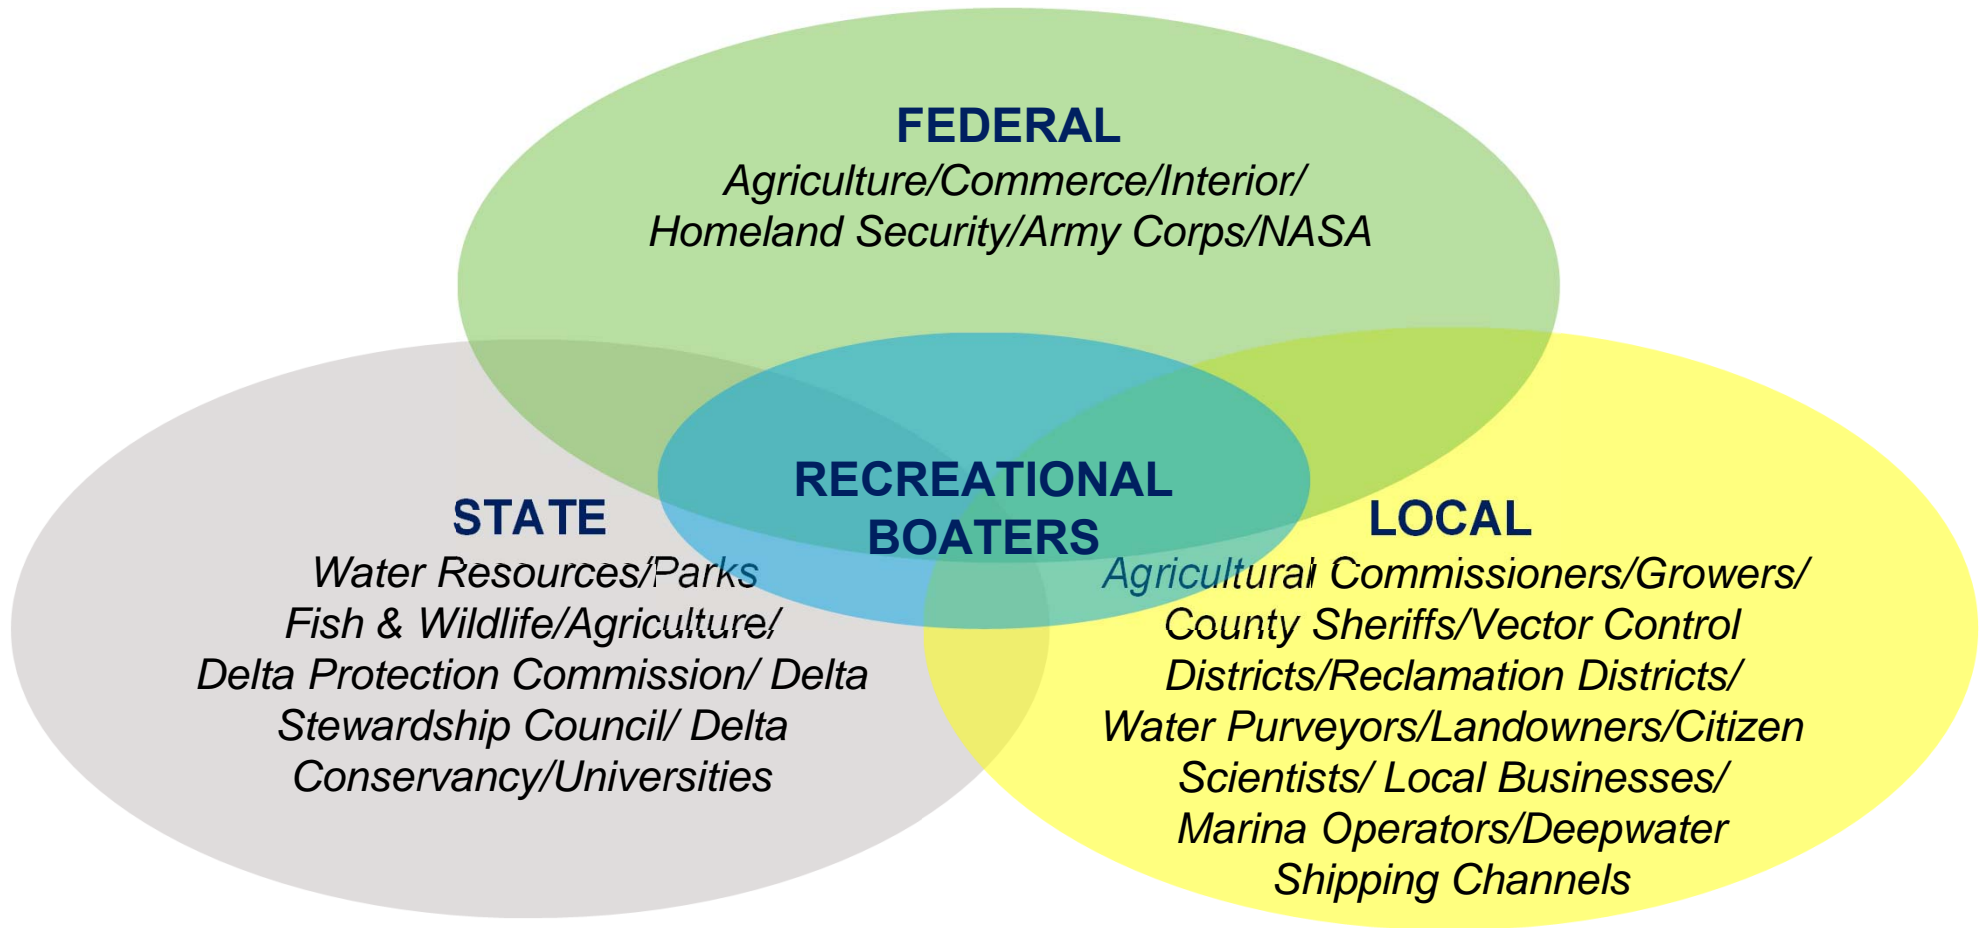 FEDERAL
Agriculture/Commerce/Interior/
Homeland Security/Army Corps/NASA
RECREATIONAL
BOATERS
STATE
Water Resources/Parks
Fish & Wildlife/Agriculture/
Delta Protection Commission/ Delta
Stewardship Council/ Delta
Conservancy/Universities
LOCAL
Agricultural Commissioners/Growers/
County Sheriffs/Vector Control
Districts/Reclamation Districts/
Water Purveyors/Landowners/Citizen
Scientists/ Local Businesses/
Marina Operators/Deepwater
Shipping Channels